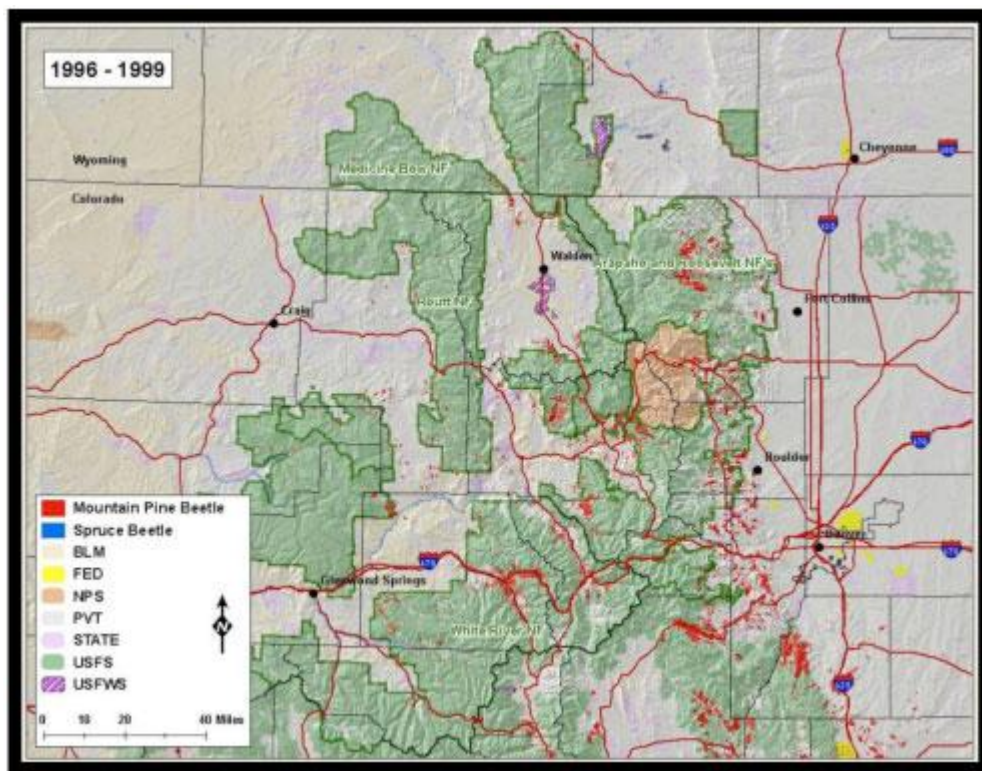 1996 - 1999
Wyoming
Colorado
Cheyenne
Medicine Bow NF
Walden
Arapaho and Roosevelt NF's
Routt NF
Craig
Fort Collins
Boulder
Denver
Glenwood Springs
White River NF
Mountain Pine Beetle
Spruce Beetle
BLM
FED
NPS
PVT
STATE
USFS
USFWS
N
0 10 20 40 Miles